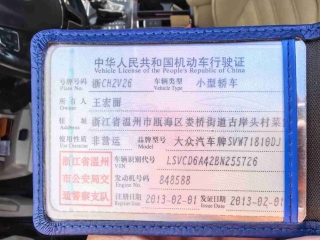 中华人民共和国机动车行驶证
Vehicle License of the People's Republic of China
号牌号码 浙CH2V26 车辆类型 小型轿车
Plate No. Vehicle Type
所有人 王宏丽
Owner
住址 浙江省温州市瓯海区娄桥街道古岸头村菜
使用性质 非营运 品牌型号 大众汽车牌SVW71810DJ
Use Character Model
浙江省温州 车辆识别代号 LSVCD6A42BN255726
VIN
市公安局交 发动机号码 848588
Engine No.
通警察支队 注册日期 2013-02-01 发证日期 2013-02-01
Register Date Issue Date